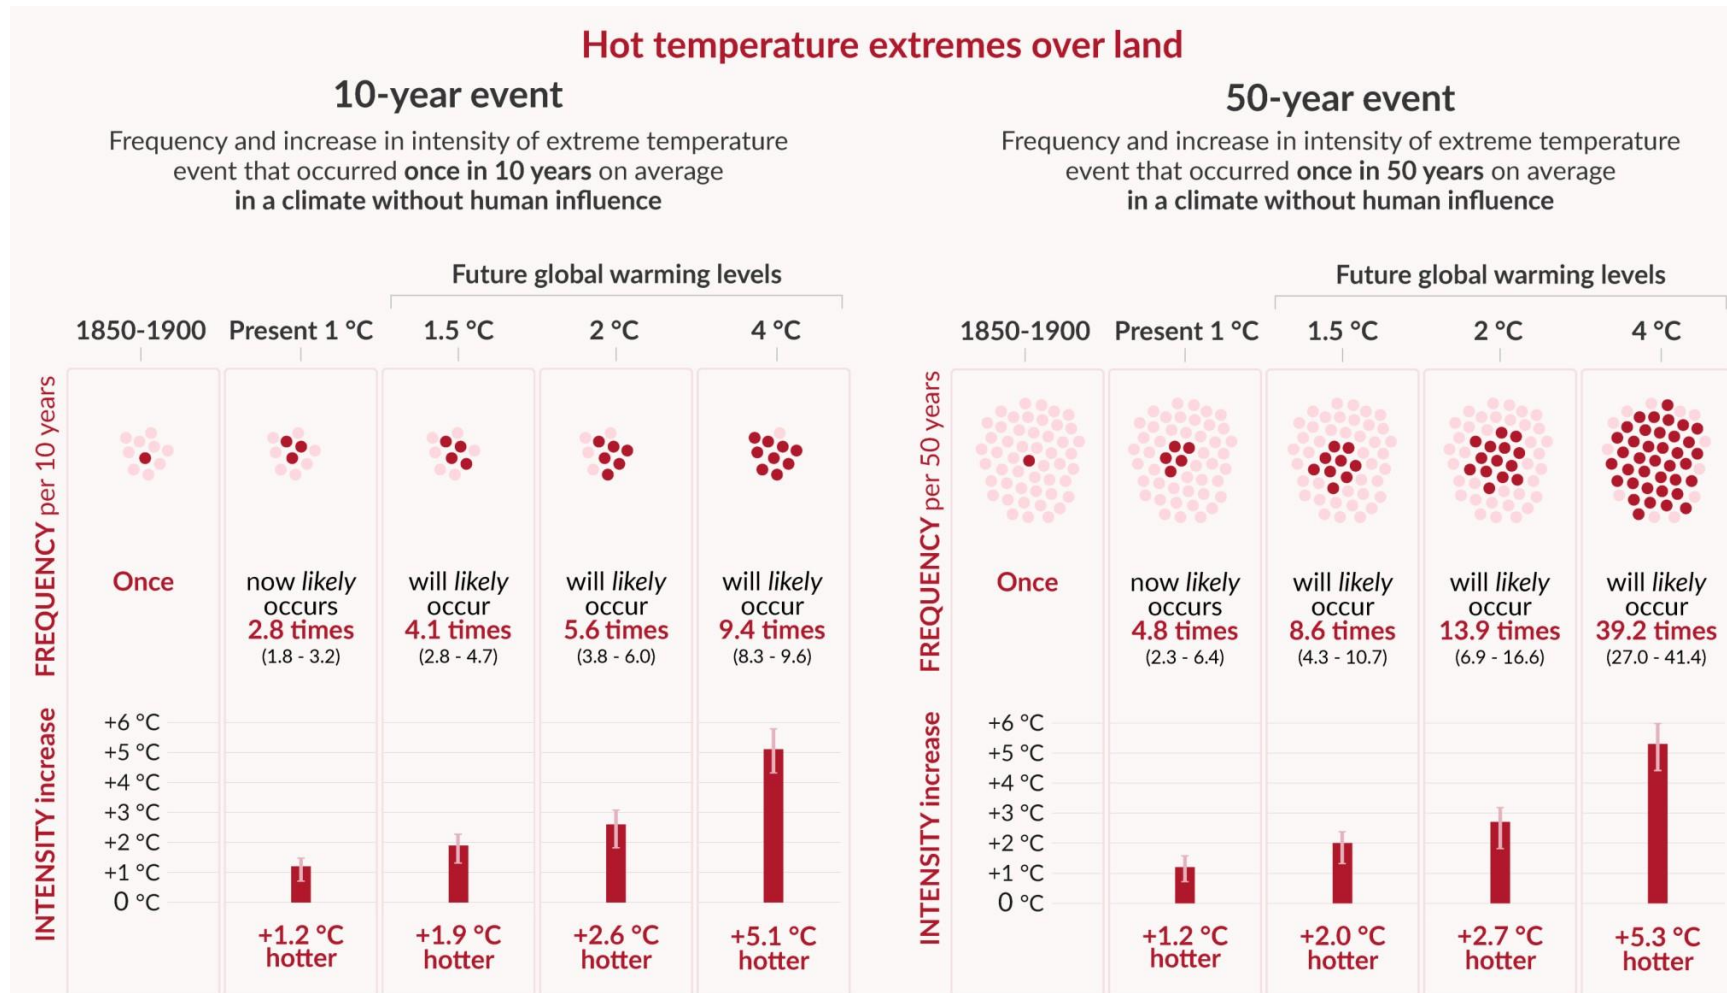 Hot temperature extremes over land
10-year event
Frequency and increase in intensity of extreme temperature
event that occurred once in 10 years on average
in a climate without human influence
Future global warming levels
1850-1900
Present 1 °C
1.5 °C
2 °C
4 °C
FREQUENCY per 10 years
Once
now likely
occurs
2.8 times
(1.8 - 3.2)
will likely
occur
4.1 times
(2.8 - 4.7)
will likely
occur
5.6 times
(3.8 - 6.0)
will likely
occur
9.4 times
(8.3 - 9.6)
INTENSITY increase
+6 °C
+5 °C
+4 °C
+3 °C
+2 °C
+1 °C
0 °C
+1.2 °C
hotter
+1.9 °C
hotter
+2.6 °C
hotter
+5.1 °C
hotter
50-year event
Frequency and increase in intensity of extreme temperature
event that occurred once in 50 years on average
in a climate without human influence
Future global warming levels
1850-1900
Present 1 °C
1.5 °C
2 °C
4 °C
FREQUENCY per 50 years
Once
now likely
occurs
4.8 times
(2.3 - 6.4)
will likely
occur
8.6 times
(4.3 - 10.7)
will likely
occur
13.9 times
(6.9 - 16.6)
will likely
occur
39.2 times
(27.0 - 41.4)
INTENSITY increase
+6 °C
+5 °C
+4 °C
+3 °C
+2 °C
+1 °C
0 °C
+1.2 °C
hotter
+2.0 °C
hotter
+2.7 °C
hotter
+5.3 °C
hotter